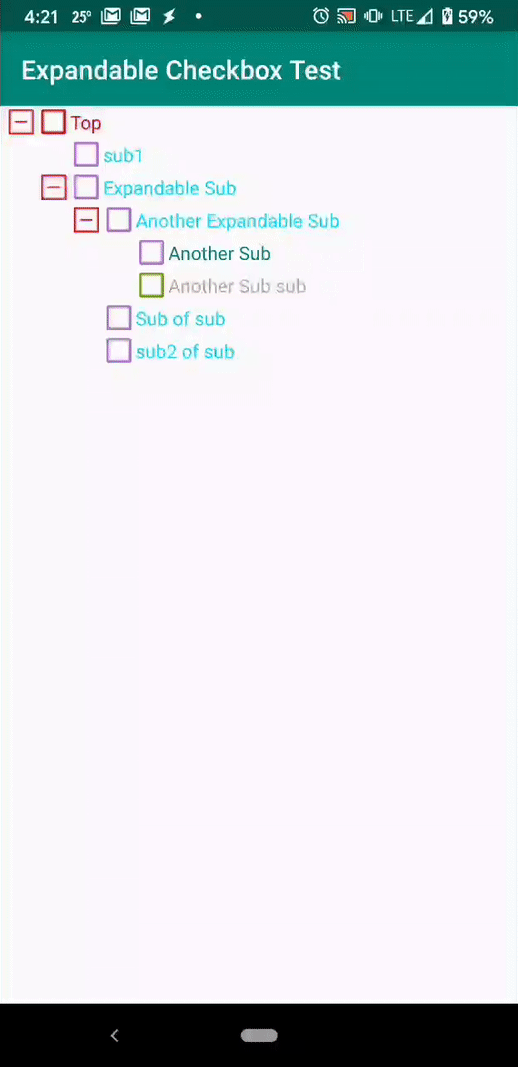 4:21 25° LTE 59%
Expandable Checkbox Test
Top
sub1
Expandable Sub
Another Expandable Sub
Another Sub
Another Sub sub
Sub of sub
sub2 of sub